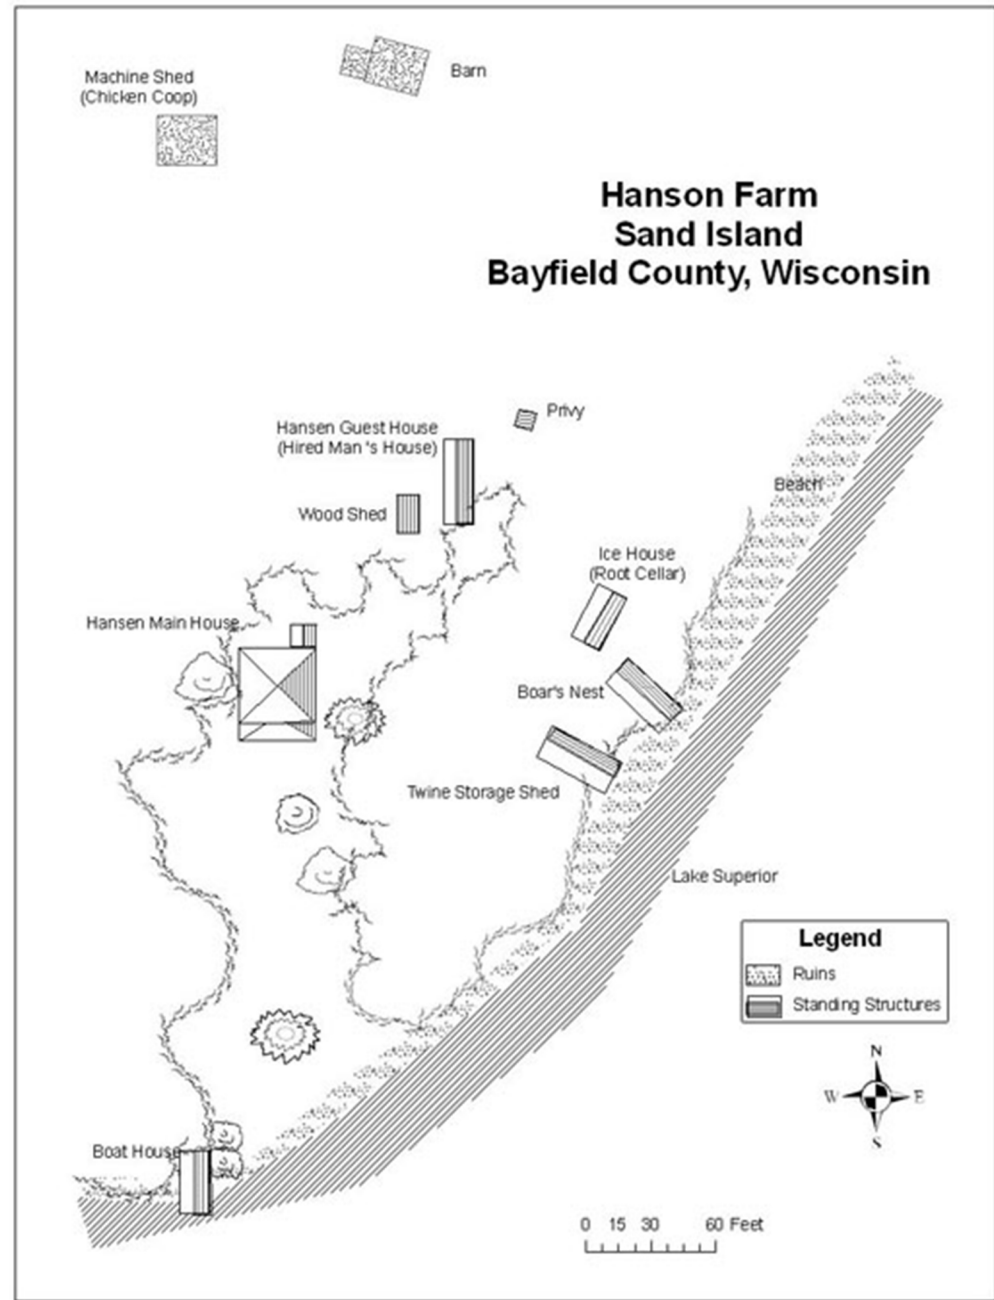 Barn
Machine Shed
(Chicken Coop)
Hanson Farm
Sand Island
Bayfield County, Wisconsin
Privy
Hansen Guest House
(Hired Man 's House)
Beach
Wood Shed
Ice House
(Root Cellar)
Hansen Main House
Boar's Nest
Twine Storage Shed
Lake Superior
Legend
Ruins
Standing Structures
N
W
E
S
Boat House
0 15 30 60 Feet